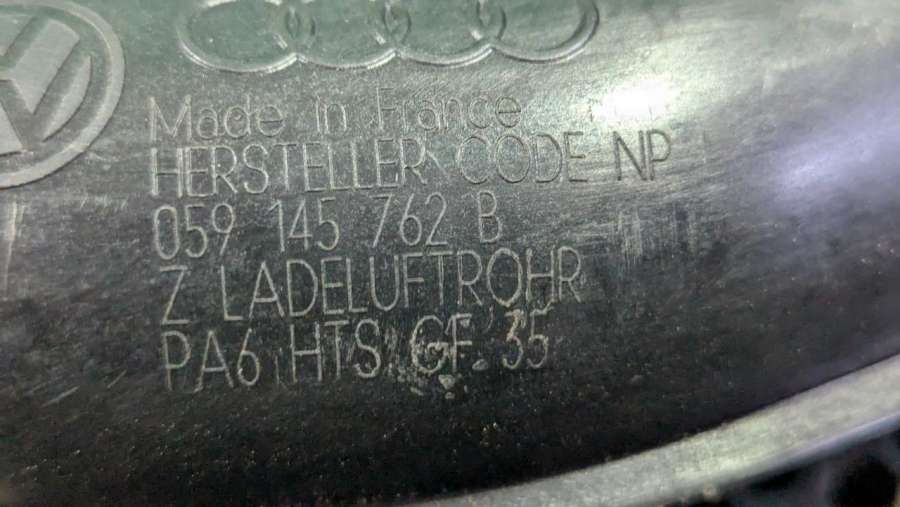 Made in France
HERSTELLER CODE NP
059 145 762 B
Z LADELUFTROHR
PA6 HTS GF 35